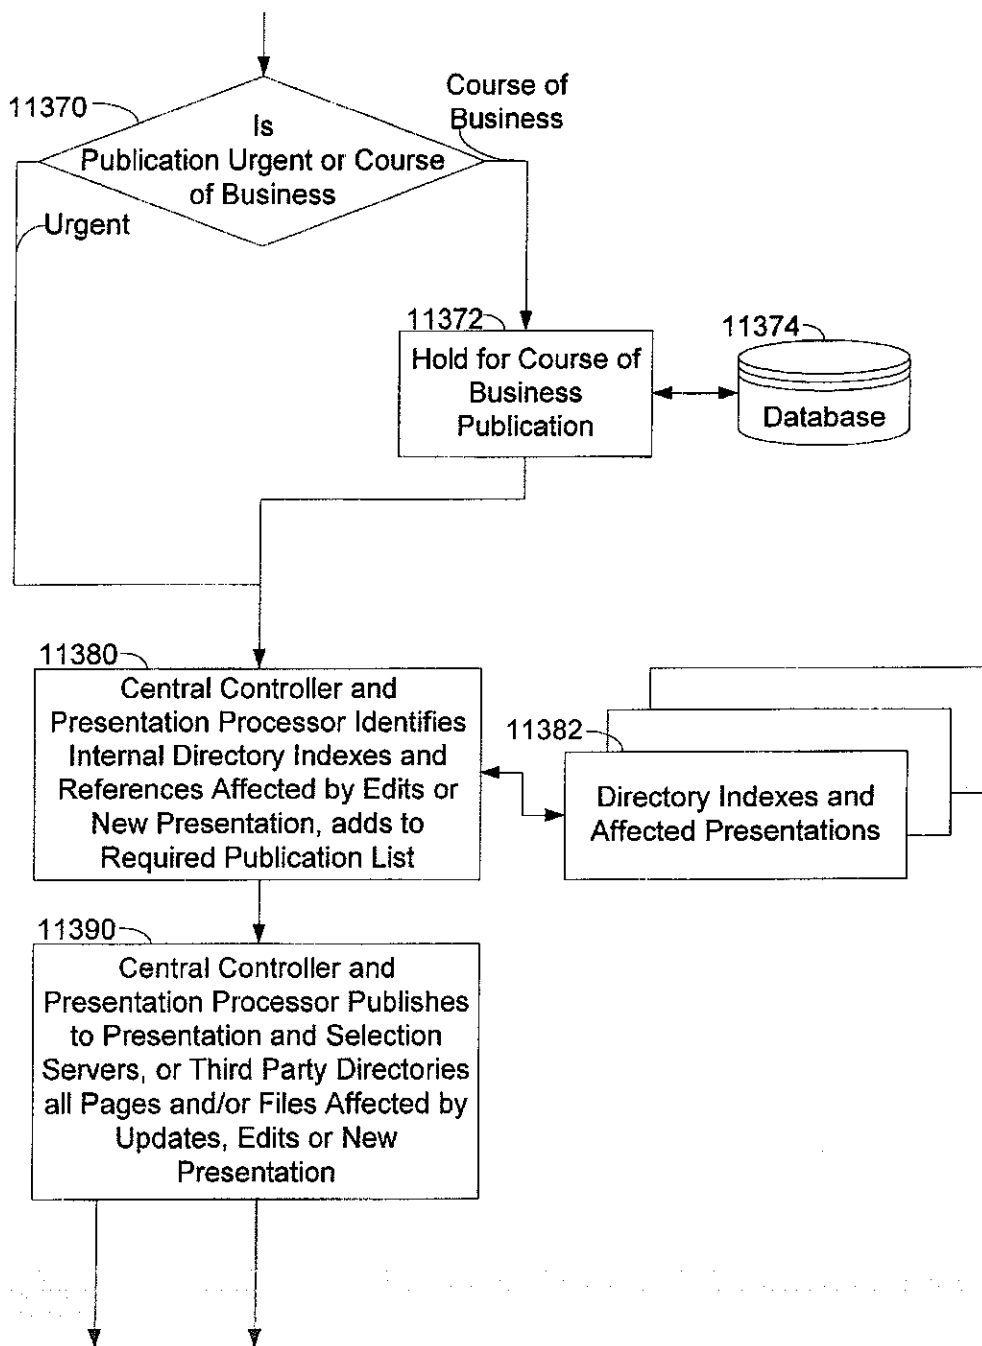 11370
Is
Publication Urgent or Course
of Business
Course of
Business
Urgent
11372
Hold for Course of
Business
Publication
11374
Database
11380
Central Controller and
Presentation Processor Identifies
Internal Directory Indexes and
References Affected by Edits or
New Presentation, adds to
Required Publication List
11382
Directory Indexes and
Affected Presentations
11390
Central Controller and
Presentation Processor Publishes
to Presentation and Selection
Servers, or Third Party Directories
all Pages and/or Files Affected by
Updates, Edits or New
Presentation